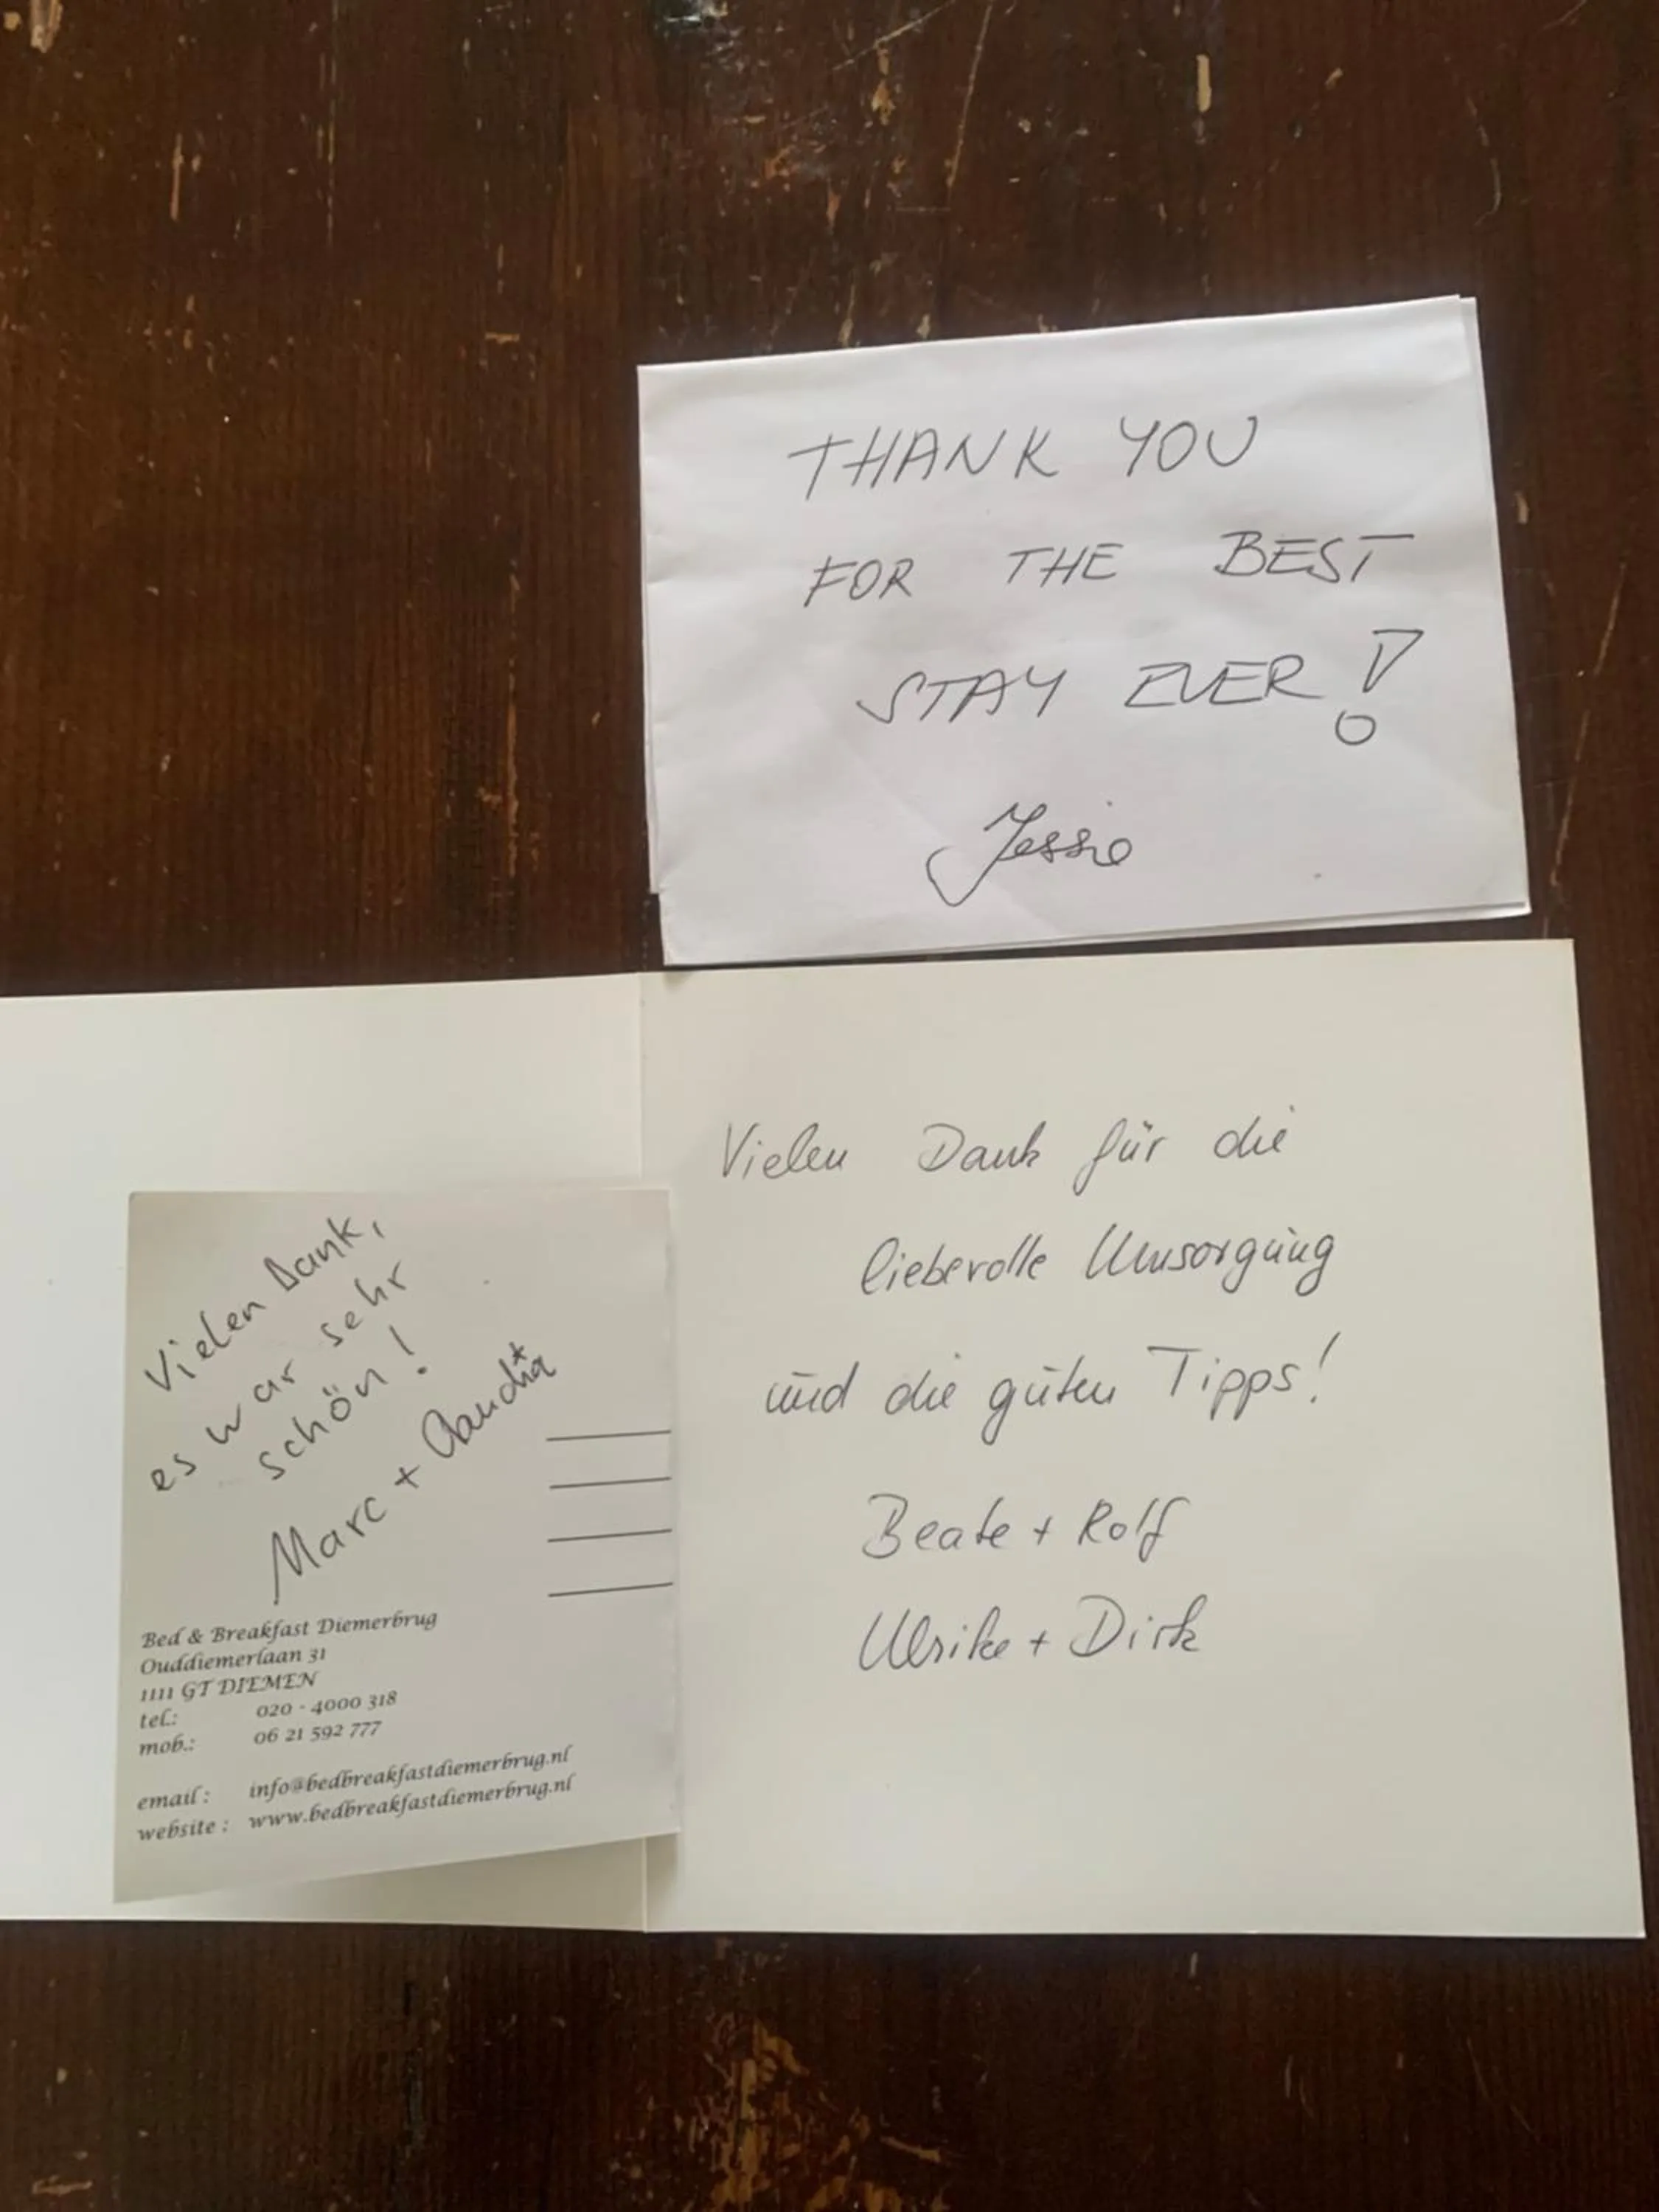 THANK YOU
FOR THE BEST
STAY EVER!
Jessie
Vielen Dank für die
liebevolle Umsorgung
und die guten Tipps!
Beate + Rolf
Ulrike + Dirk
Vielen Dank,
es war sehr
schön!
Marc + Claudia
Bed & Breakfast Diemerbrug
Ouddiemerlaan 31
1111 GT DIEMEN
tel.: 020 - 4000 318
mob.: 06 21 592 777
email : info@bedbreakfastdiemerbrug.nl
website : www.bedbreakfastdiemerbrug.nl